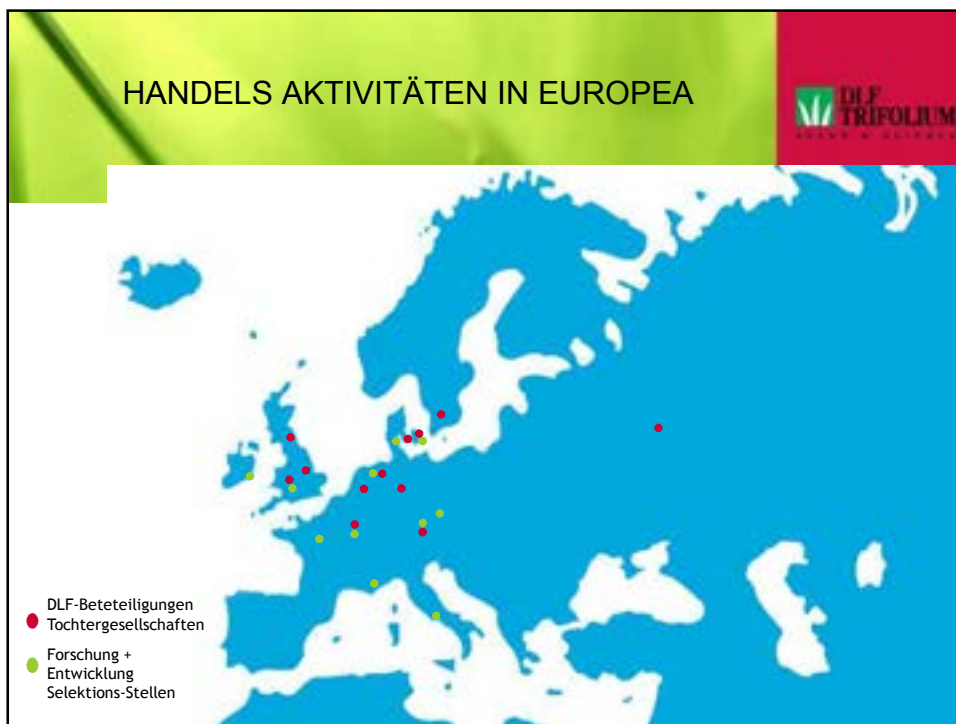 HANDELS AKTIVITÄTEN IN EUROPEA
DLF
TRIFOLIUM
DLF-Beteteiligungen
Tochtergesellschaften
Forschung +
Entwicklung
Selektions-Stellen